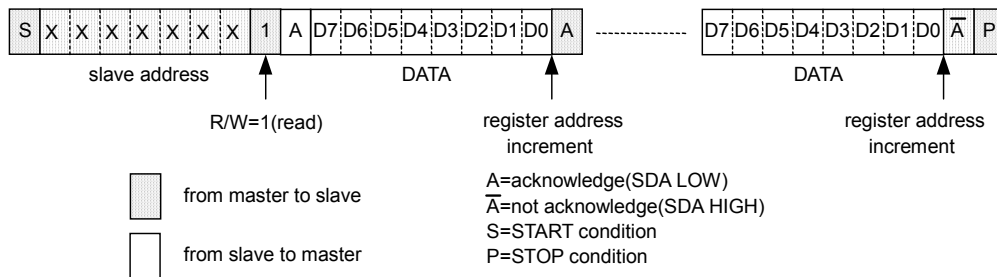 S X X X X X X X 1 A D7 D6 D5 D4 D3 D2 D1 D0 A D7 D6 D5 D4 D3 D2 D1 D0 A̅ P
slave address DATA DATA
R/W=1(read) register address increment register address increment
from master to slave
from slave to master
A=acknowledge(SDA LOW)
A̅=not acknowledge(SDA HIGH)
S=START condition
P=STOP condition